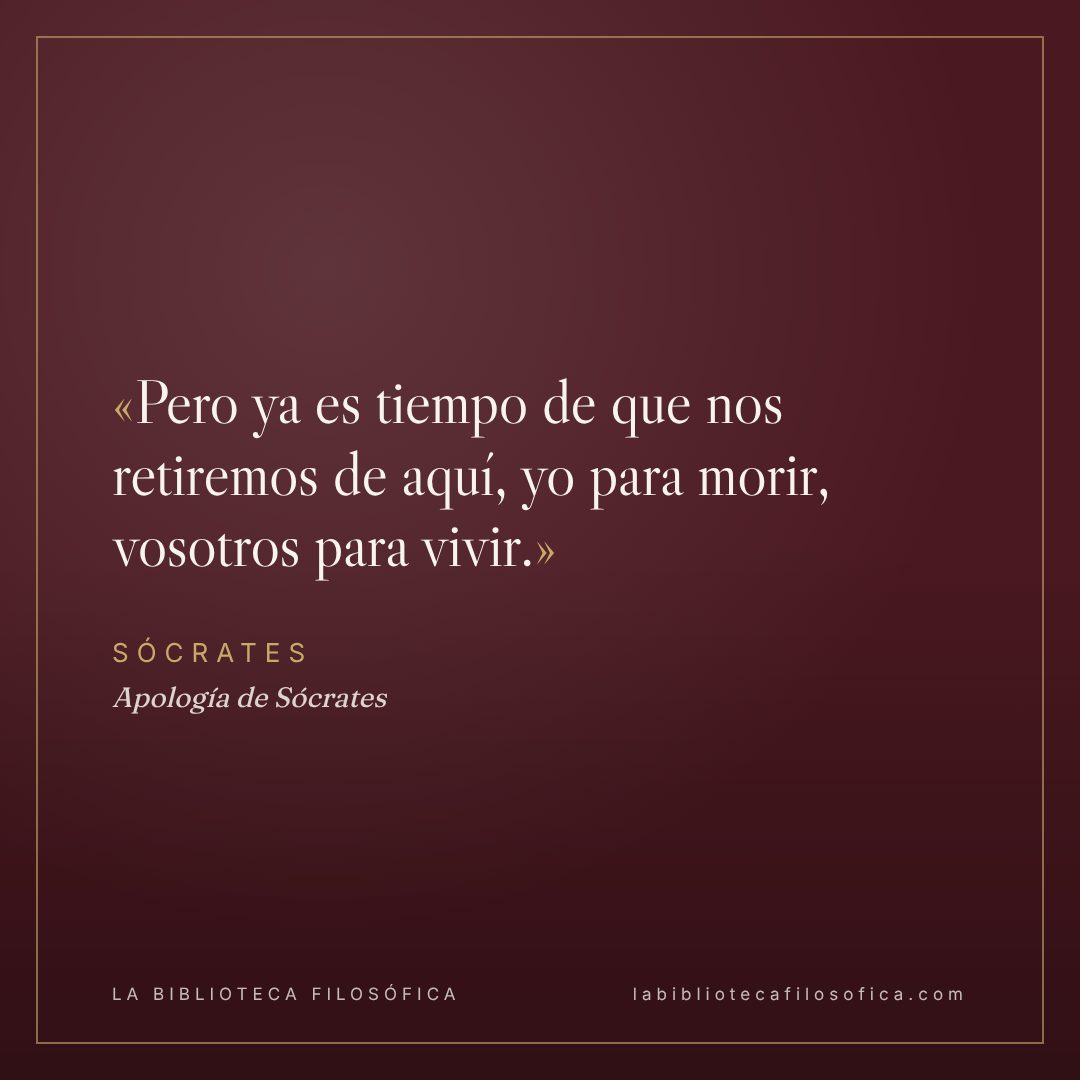 «Pero ya es tiempo de que nos
retiremos de aquí, yo para morir,
vosotros para vivir.»
SÓCRATES
Apología de Sócrates
LA BIBLIOTECA FILOSÓFICA
labibliotecafilosofica.com